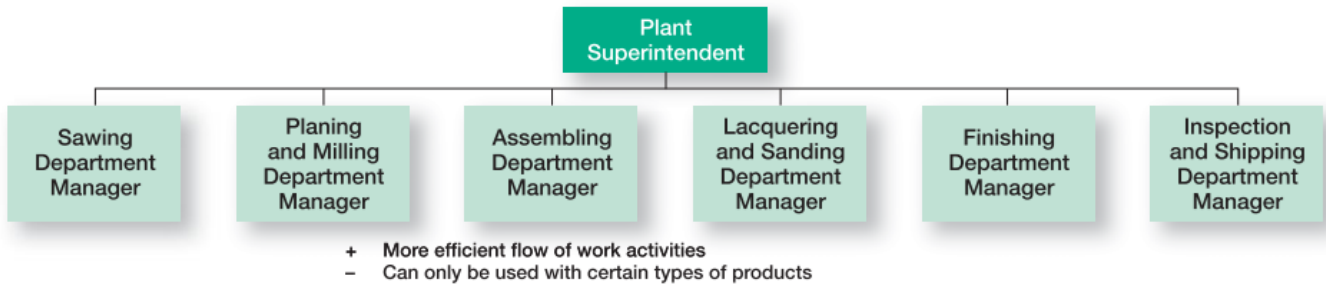 Plant
Superintendent
Sawing
Department
Manager
Planing
and Milling
Department
Manager
Assembling
Department
Manager
Lacquering
and Sanding
Department
Manager
Finishing
Department
Manager
Inspection
and Shipping
Department
Manager
+ More efficient flow of work activities
– Can only be used with certain types of products